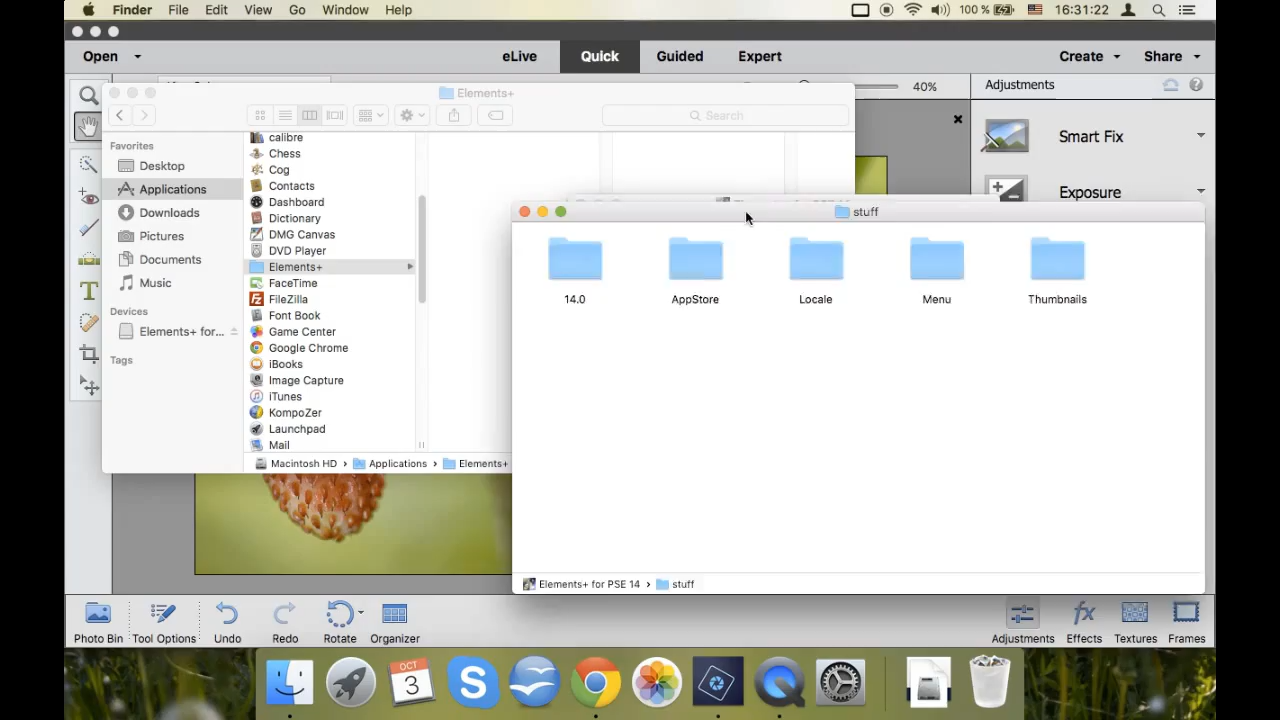 Finder File Edit View Go Window Help 100 % 16:31:22
Open eLive Quick Guided Expert Create Share
40% Adjustments
Elements+
Search
Smart Fix
Exposure
Favorites
Desktop
Applications
Downloads
Pictures
Documents
Music
Devices
Elements+ for...
Tags
calibre
Chess
Cog
Contacts
Dashboard
Dictionary
DMG Canvas
DVD Player
Elements+
FaceTime
FileZilla
Font Book
Game Center
Google Chrome
iBooks
Image Capture
iTunes
KompoZer
Launchpad
Mail
Macintosh HD › Applications › Elements+
stuff
14.0 AppStore Locale Menu Thumbnails
Elements+ for PSE 14 › stuff
Photo Bin Tool Options Undo Redo Rotate Organizer Adjustments Effects Textures Frames
OCT
3